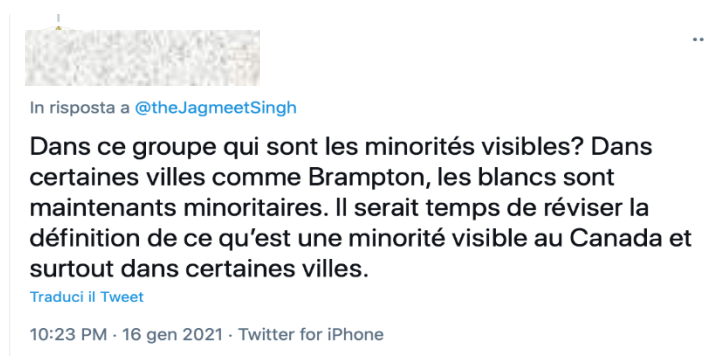 In risposta a @theJagmeetSingh
Dans ce groupe qui sont les minorités visibles? Dans
certaines villes comme Brampton, les blancs sont
maintenants minoritaires. Il serait temps de réviser la
définition de ce qu'est une minorité visible au Canada et
surtout dans certaines villes.
Traduci il Tweet
10:23 PM · 16 gen 2021 · Twitter for iPhone